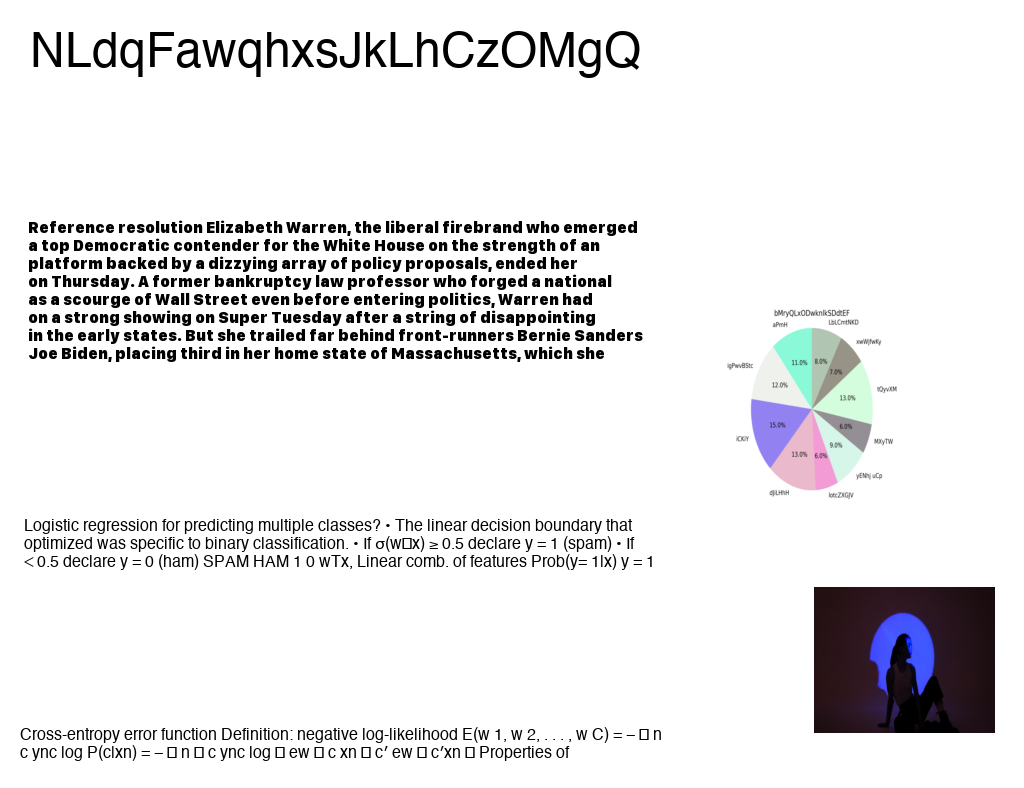 NLdqFawqhxsJkLhCzOMgQ
Reference resolution Elizabeth Warren, the liberal firebrand who emerged
a top Democratic contender for the White House on the strength of an
platform backed by a dizzying array of policy proposals, ended her
on Thursday. A former bankruptcy law professor who forged a national
as a scourge of Wall Street even before entering politics, Warren had
on a strong showing on Super Tuesday after a string of disappointing
in the early states. But she trailed far behind front-runners Bernie Sanders
Joe Biden, placing third in her home state of Massachusetts, which she
bMryQLxODwknlkSDdtEF
aPmH
LbLCmtNKD
xwWjfwKy
igPwvBStc
tQyvXM
iCKlY
MXyTW
yENhj uCp
djlLHhH
lotcZXGJV
11.0%
8.0%
7.0%
12.0%
13.0%
15.0%
6.0%
9.0%
13.0%
6.0%
Logistic regression for predicting multiple classes? • The linear decision boundary that
optimized was specific to binary classification. • If σ(w□x) ≥ 0.5 declare y = 1 (spam) • If
< 0.5 declare y = 0 (ham) SPAM HAM 1 0 wTx, Linear comb. of features Prob(y= 1|x) y = 1
Cross-entropy error function Definition: negative log-likelihood E(w 1, w 2, . . . , w C) = – □ n
c ync log P(c|xn) = – □ n □ c ync log □ ew □ c xn □ c′ ew □ c′xn □ Properties of